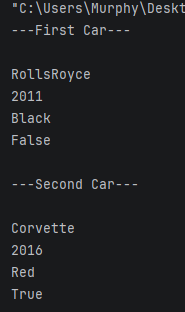 "C:\Users\Murphy\Deskt
---First Car---
RollsRoyce
2011
Black
False
---Second Car---
Corvette
2016
Red
True